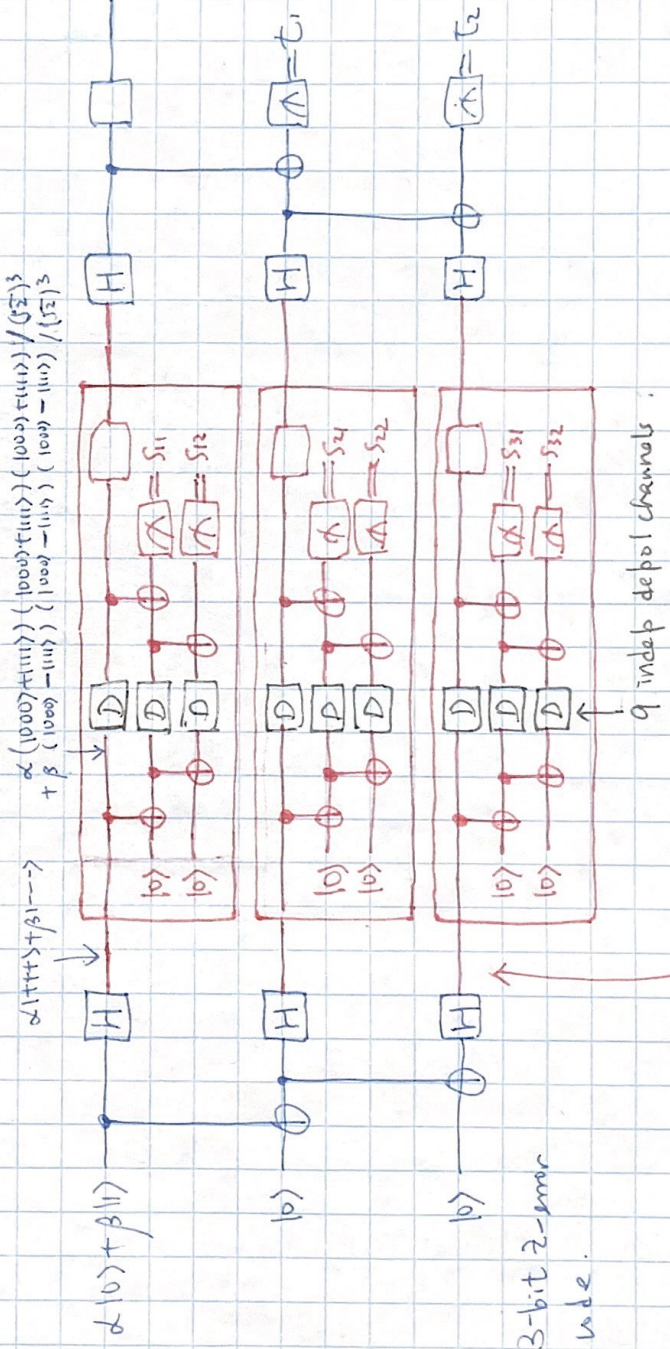 α|0⟩ + β|1⟩
|0⟩
|0⟩
3-bit Z-error
code.
H
H
H
α|+++⟩+β|---⟩
α(|000⟩+|111⟩)(|000⟩+|111⟩)(|000⟩+|111⟩)/(√2)³
+ β(|000⟩-|111⟩)(|000⟩-|111⟩)(|000⟩-|111⟩)/(√2)³
|0⟩
|0⟩
D
D
D
= S11
= S12
|0⟩
|0⟩
D
D
D
= S21
= S22
|0⟩
|0⟩
D
D
D
= S31
= S32
9 indep depol channels.
H
H
H
= t1
= t2